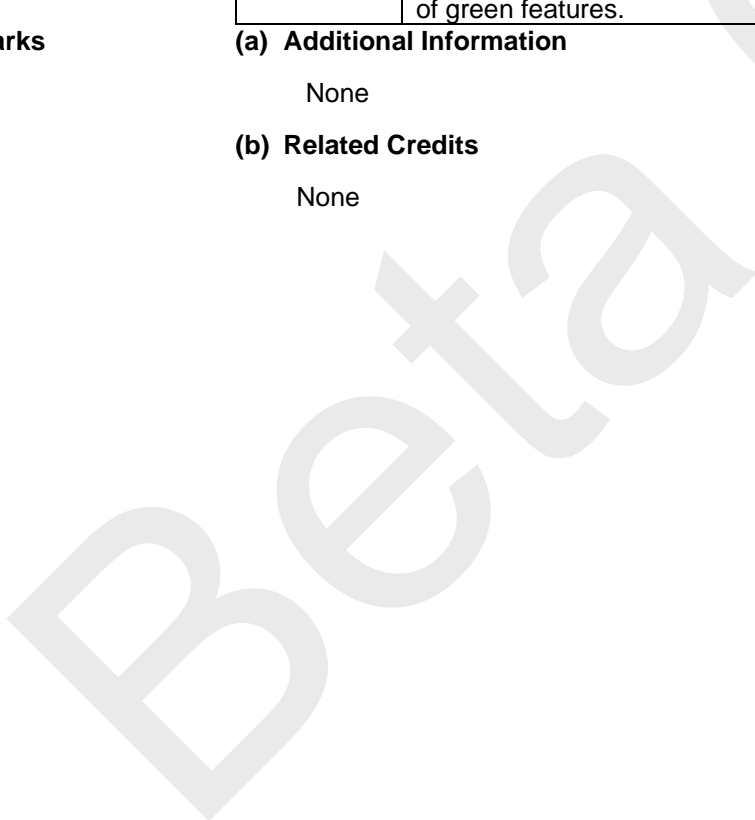 of green features.
arks (a) Additional Information
None
(b) Related Credits
None
Beta